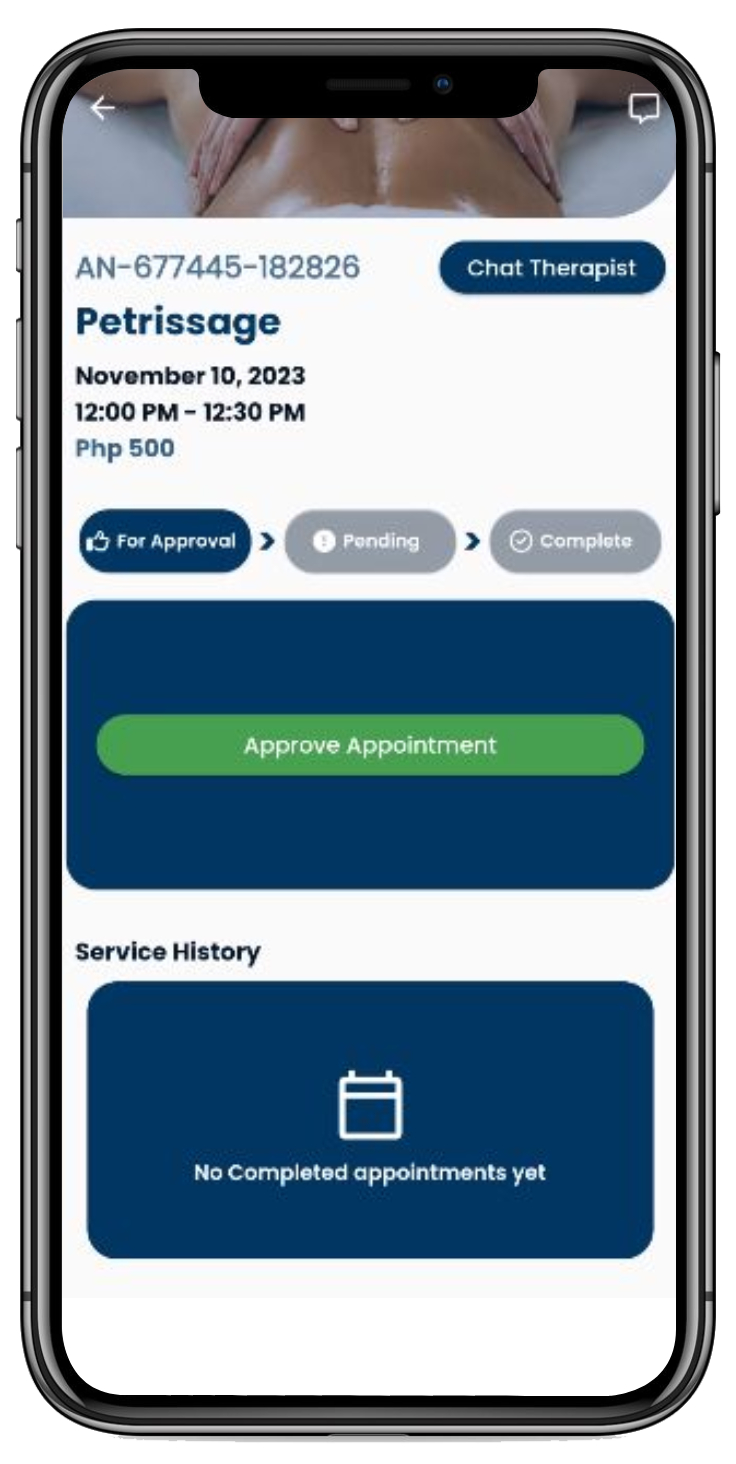 AN-677445-182826
Chat Therapist
Petrissage
November 10, 2023
12:00 PM - 12:30 PM
Php 500
For Approval
Pending
Complete
Approve Appointment
Service History
No Completed appointments yet